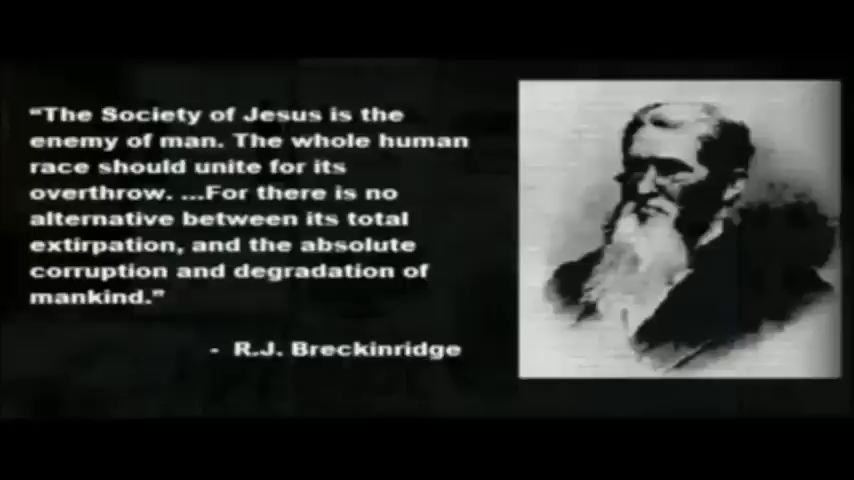 “The Society of Jesus is the
enemy of man. The whole human
race should unite for its
overthrow. ...For there is no
alternative between its total
extirpation, and the absolute
corruption and degradation of
mankind.”
- R.J. Breckinridge